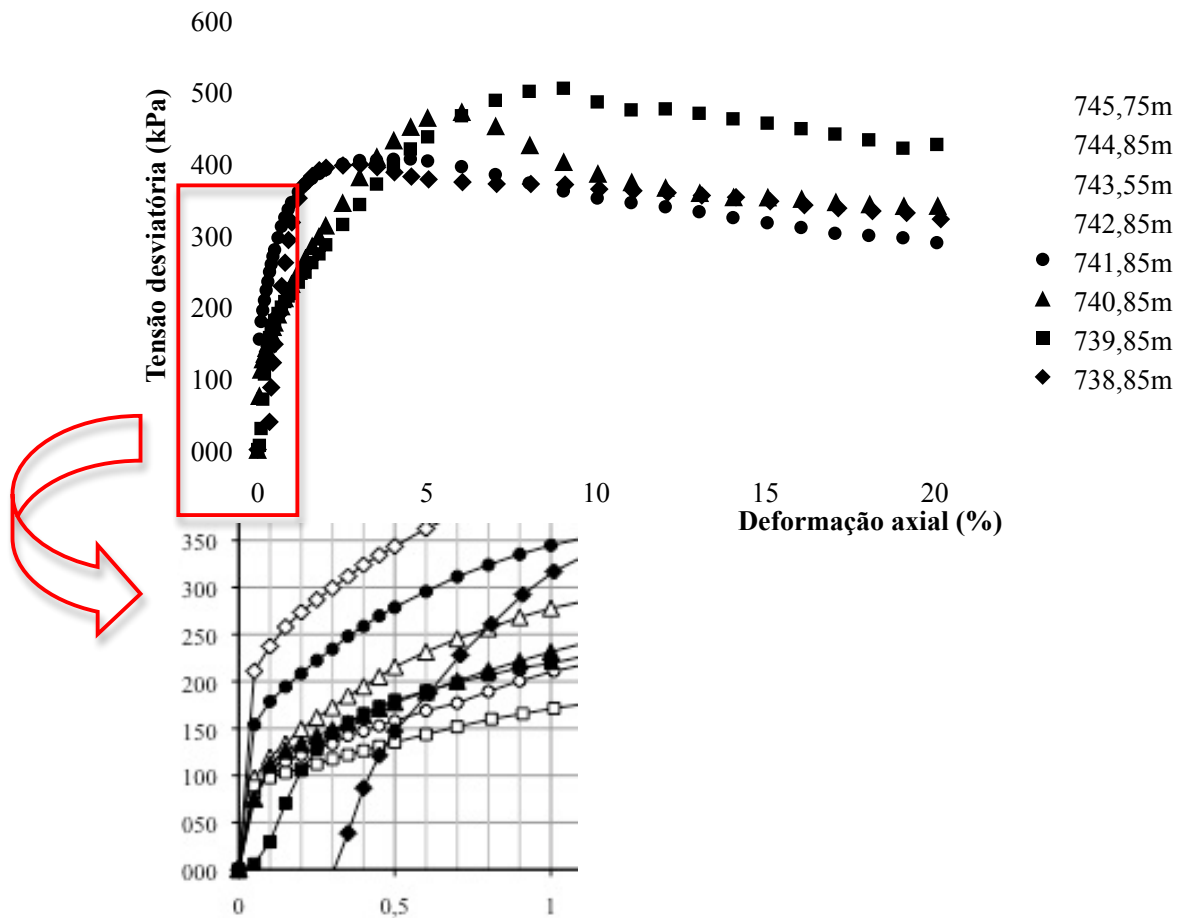 600
500
400
300
200
100
000
Tensão desviatória (kPa)
0 5 10 15 20
Deformação axial (%)
745,75m
744,85m
743,55m
742,85m
741,85m
740,85m
739,85m
738,85m
350
300
250
200
150
100
050
000
0 0,5 1